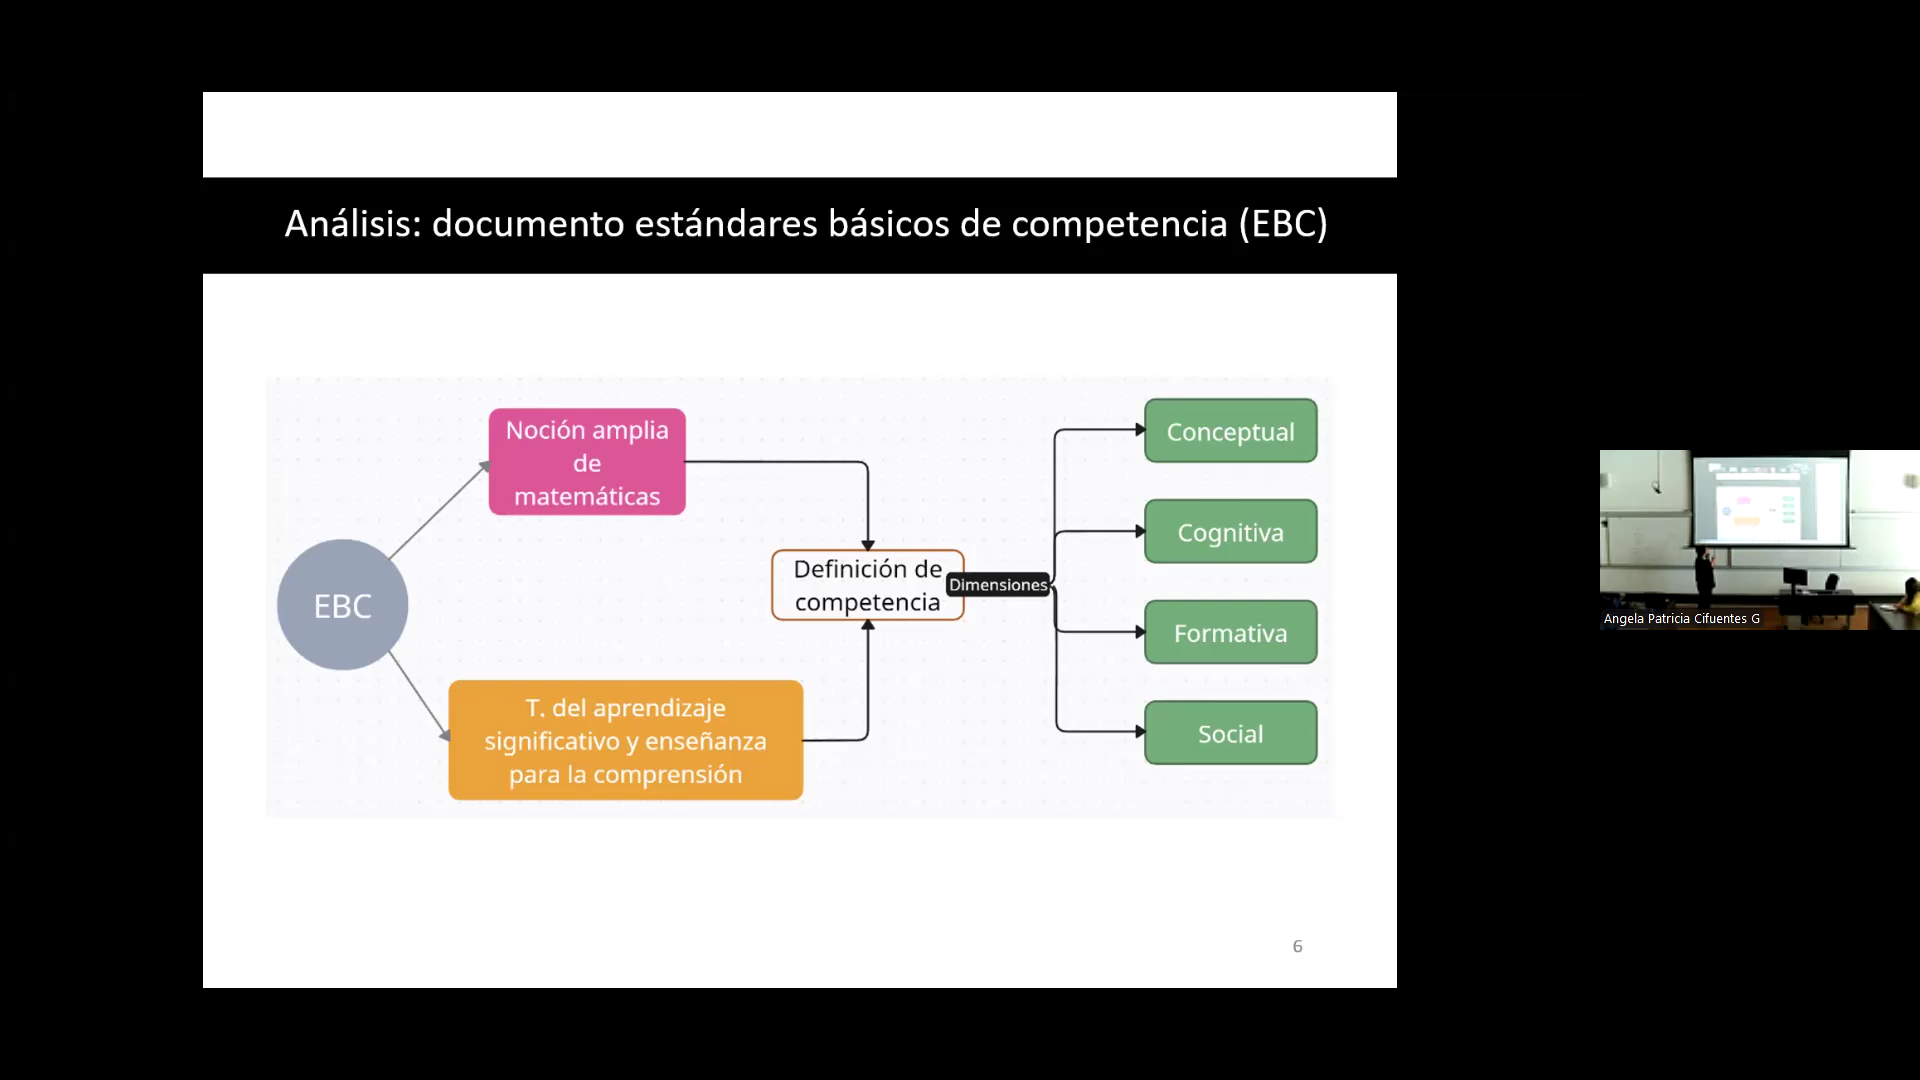 Análisis: documento estándares básicos de competencia (EBC)
Noción amplia
de
matemáticas
EBC
T. del aprendizaje
significativo y enseñanza
para la comprensión
Definición de
competencia
Dimensiones
Conceptual
Cognitiva
Formativa
Social
6
Angela Patricia Cifuentes G